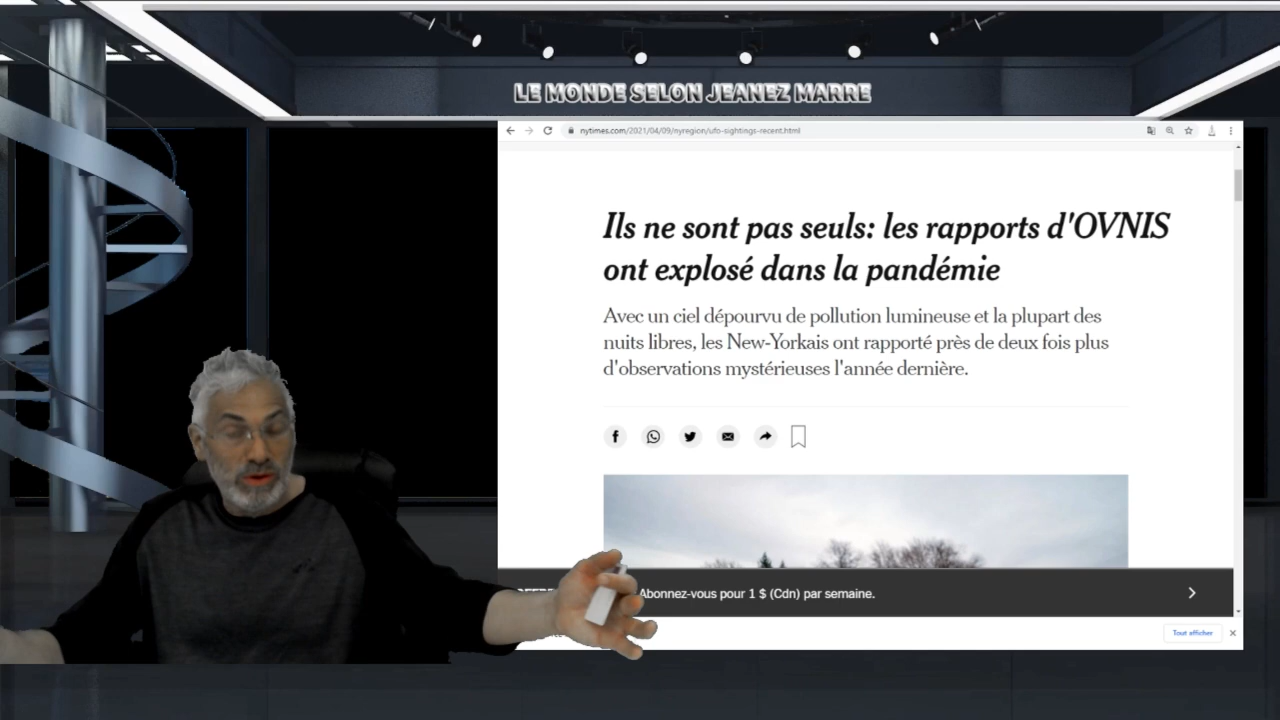 LE MONDE SELON JEANEZ MARRE
nytimes.com/2021/04/09/nyregion/ufo-sightings-recent.html
Ils ne sont pas seuls: les rapports d'OVNIS
ont explosé dans la pandémie
Avec un ciel dépourvu de pollution lumineuse et la plupart des
nuits libres, les New-Yorkais ont rapporté près de deux fois plus
d'observations mystérieuses l'année dernière.
Abonnez-vous pour 1 $ (Cdn) par semaine.
Tout afficher